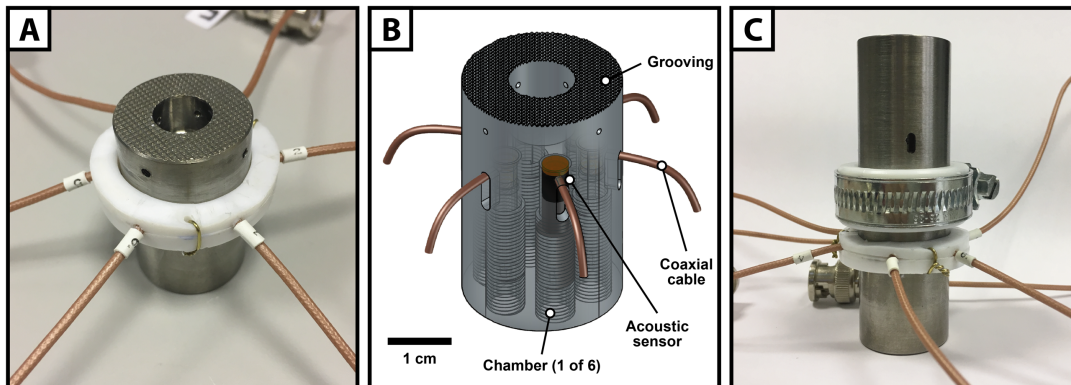 A
B
C
Grooving
Coaxial
cable
Acoustic
sensor
1 cm
Chamber (1 of 6)